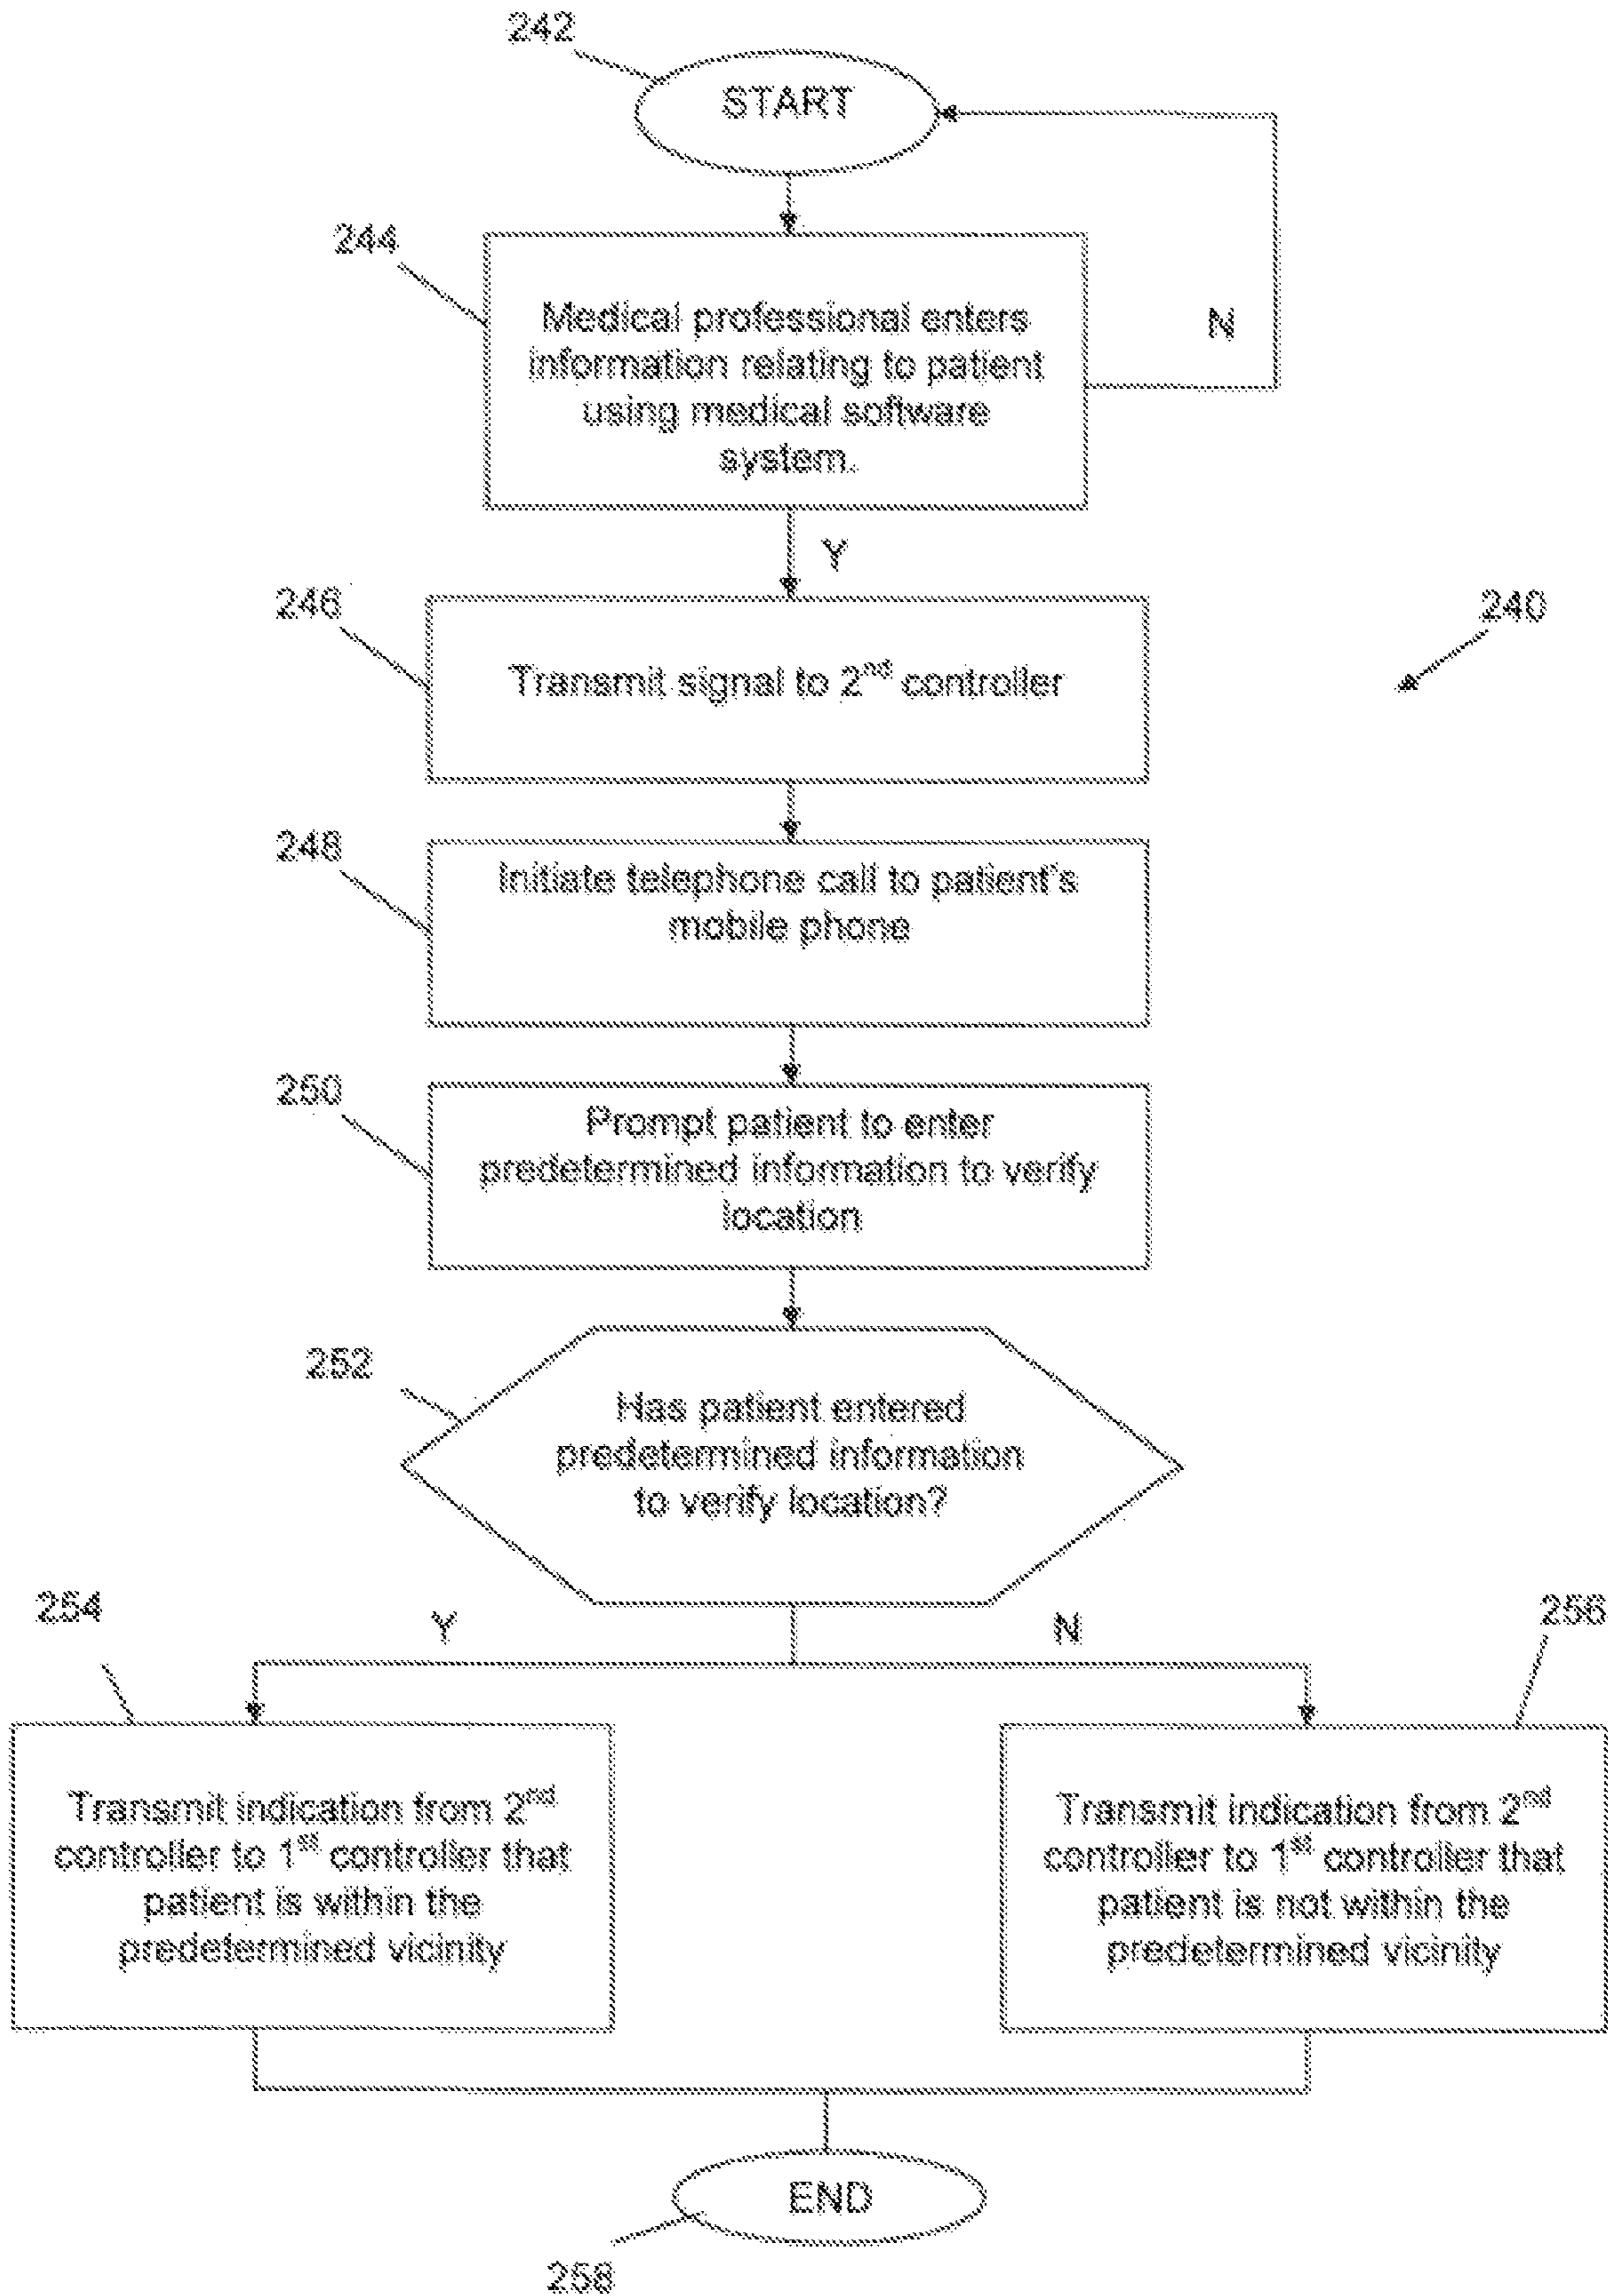 242
START
244
Medical professional enters
information relating to patient
using medical software
system.
N
Y
246
Transmit signal to 2nd controller
240
248
Initiate telephone call to patient's
mobile phone
250
Prompt patient to enter
predetermined information to verify
location
252
Has patient entered
predetermined information
to verify location?
254
Y
N
256
Transmit indication from 2nd
controller to 1st controller that
patient is within the
predetermined vicinity
Transmit indication from 2nd
controller to 1st controller that
patient is not within the
predetermined vicinity
END
258